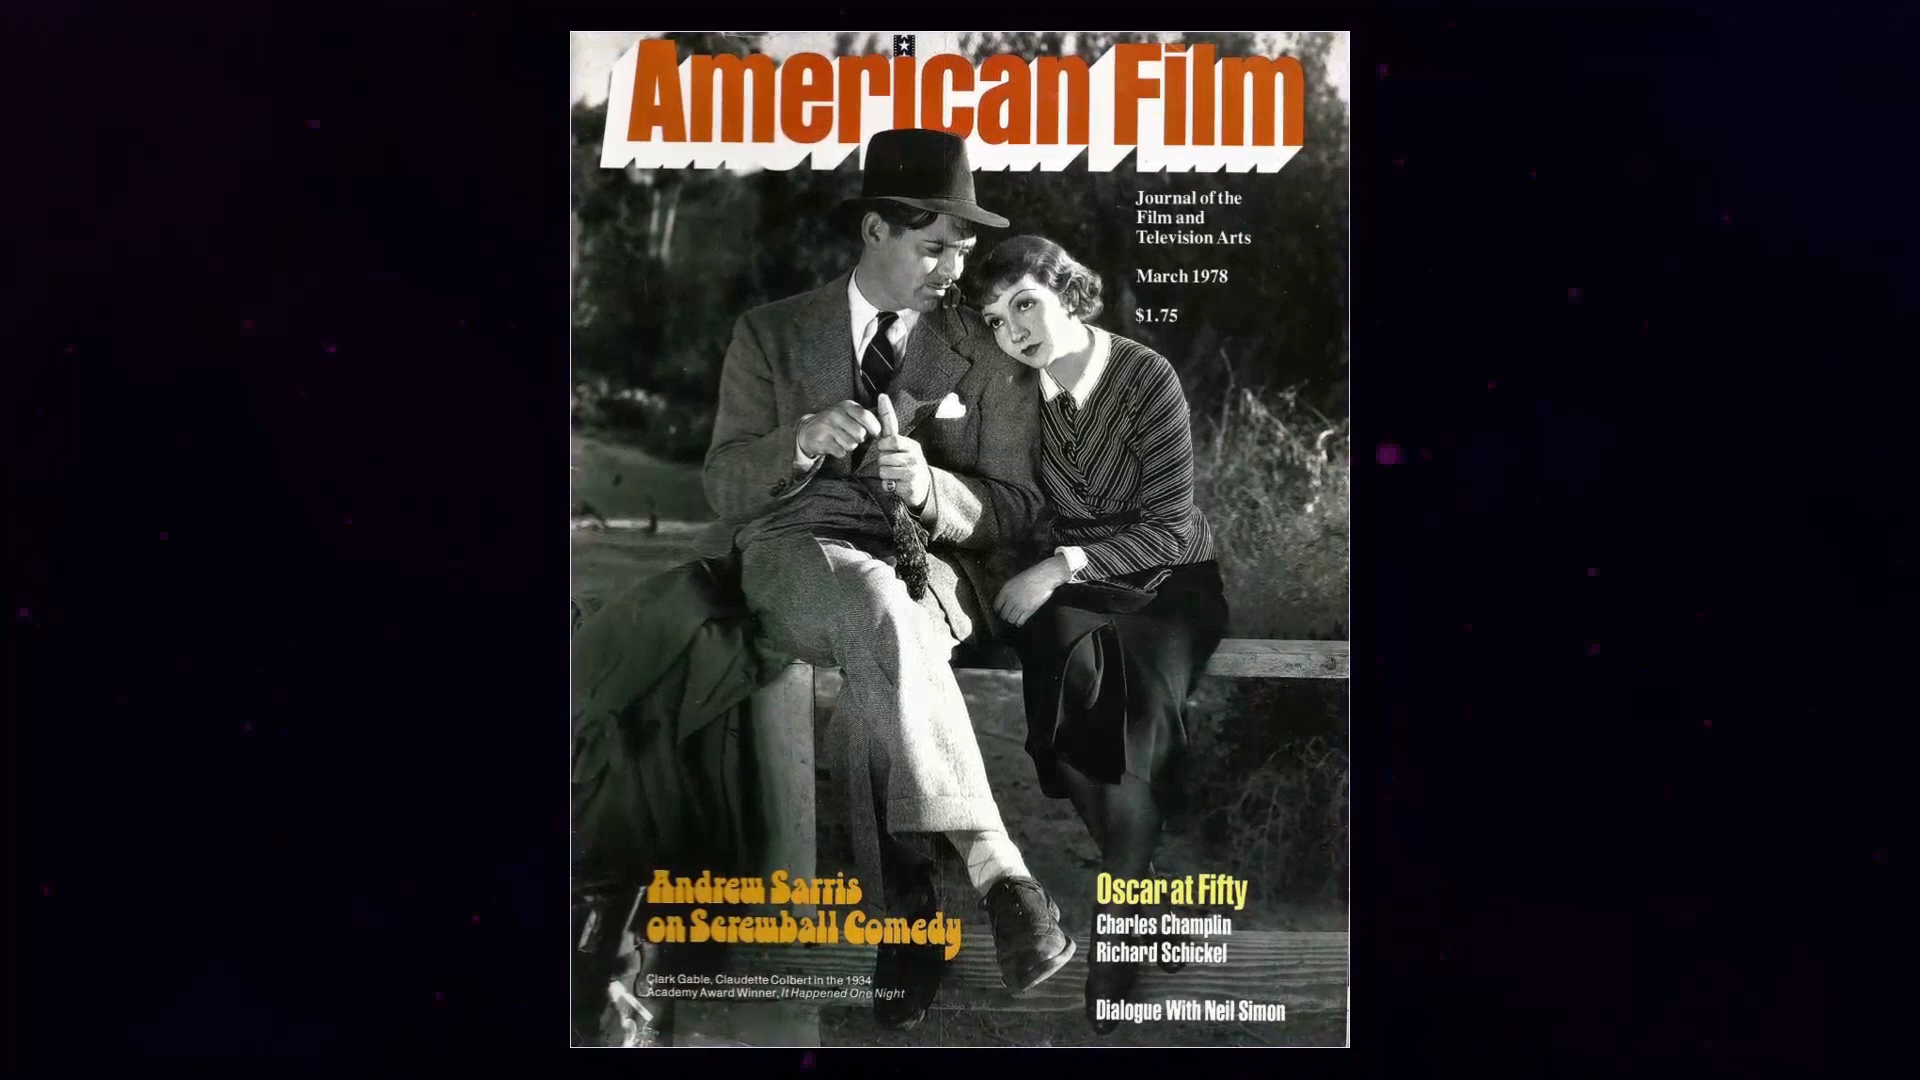 American Film
Journal of the
Film and
Television Arts
March 1978
$1.75
Andrew Sarris
on Screwball Comedy
Clark Gable, Claudette Colbert in the 1934
Academy Award Winner, It Happened One Night
Oscar at Fifty
Charles Champlin
Richard Schickel
Dialogue With Neil Simon